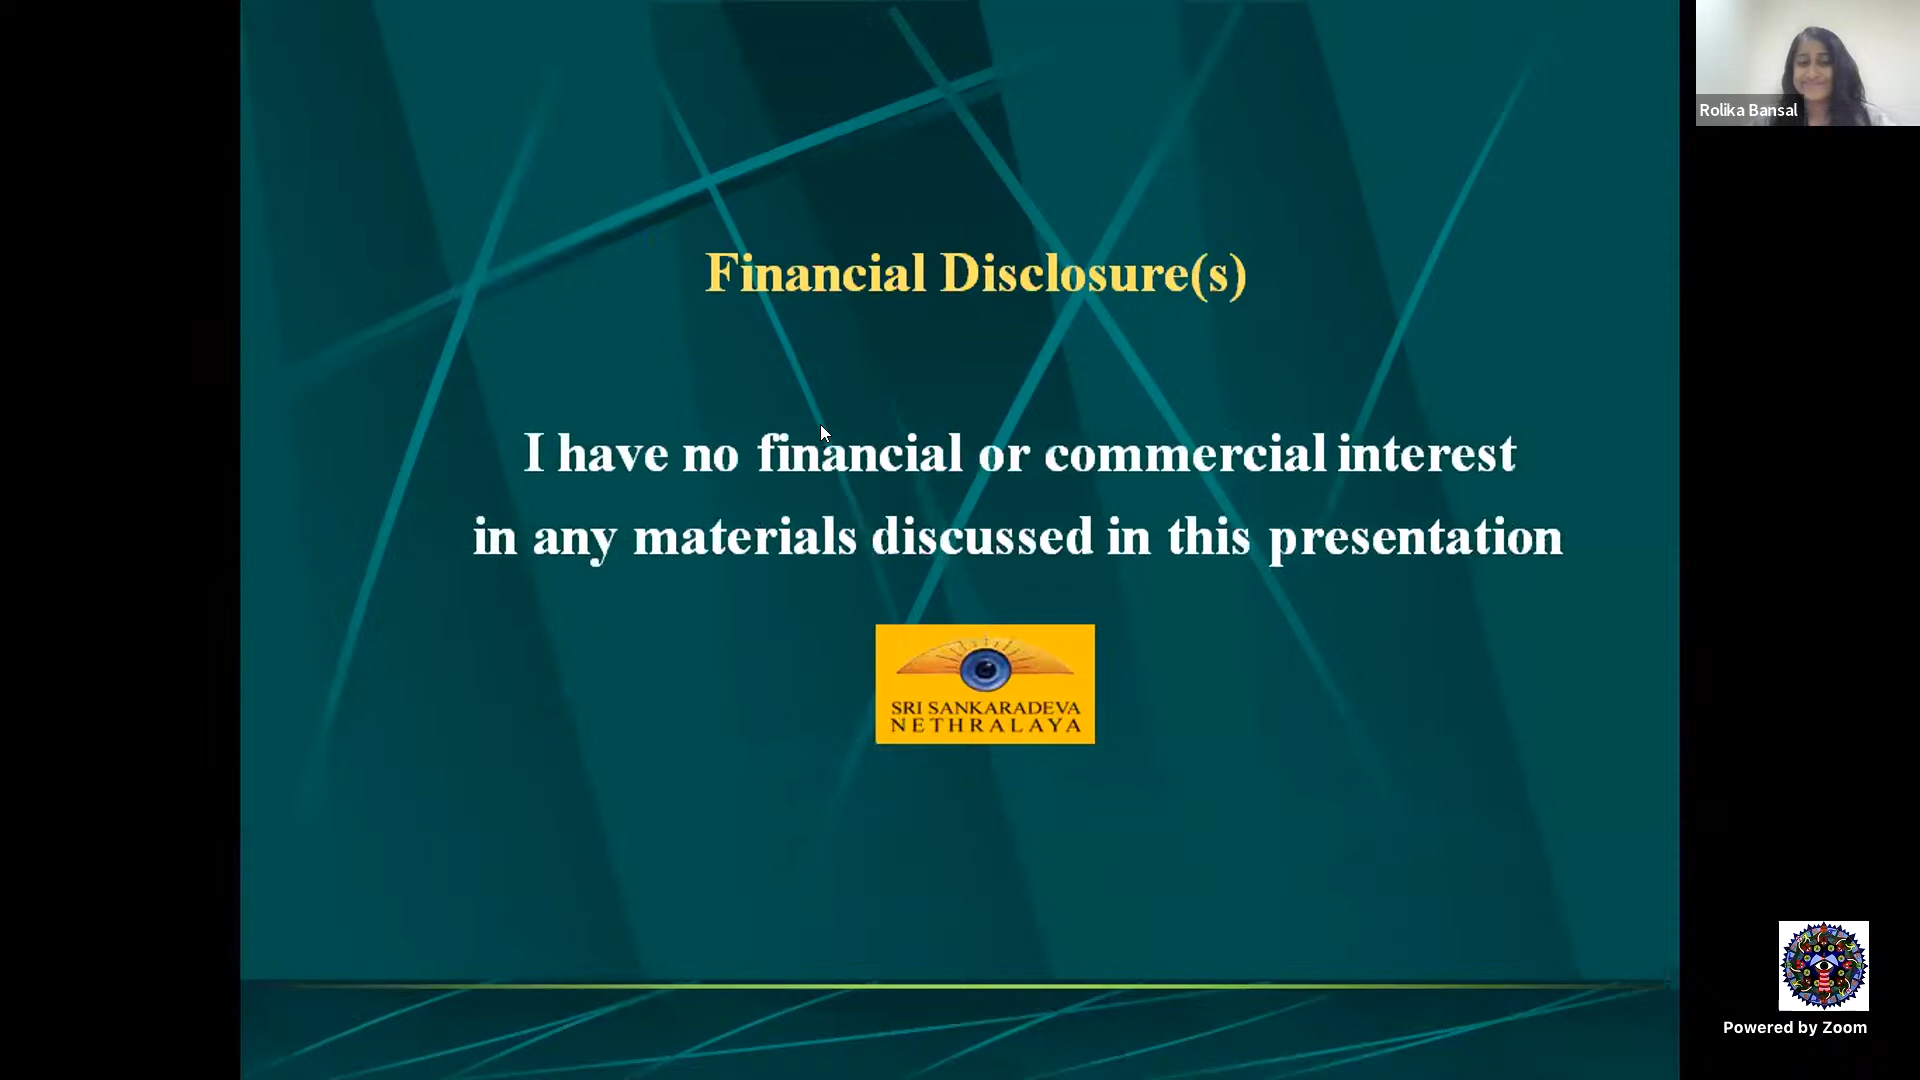 Rolika Bansal
Financial Disclosure(s)
I have no financial or commercial interest
in any materials discussed in this presentation
SRI SANKARADEVA
NETHRALAYA
Powered by Zoom